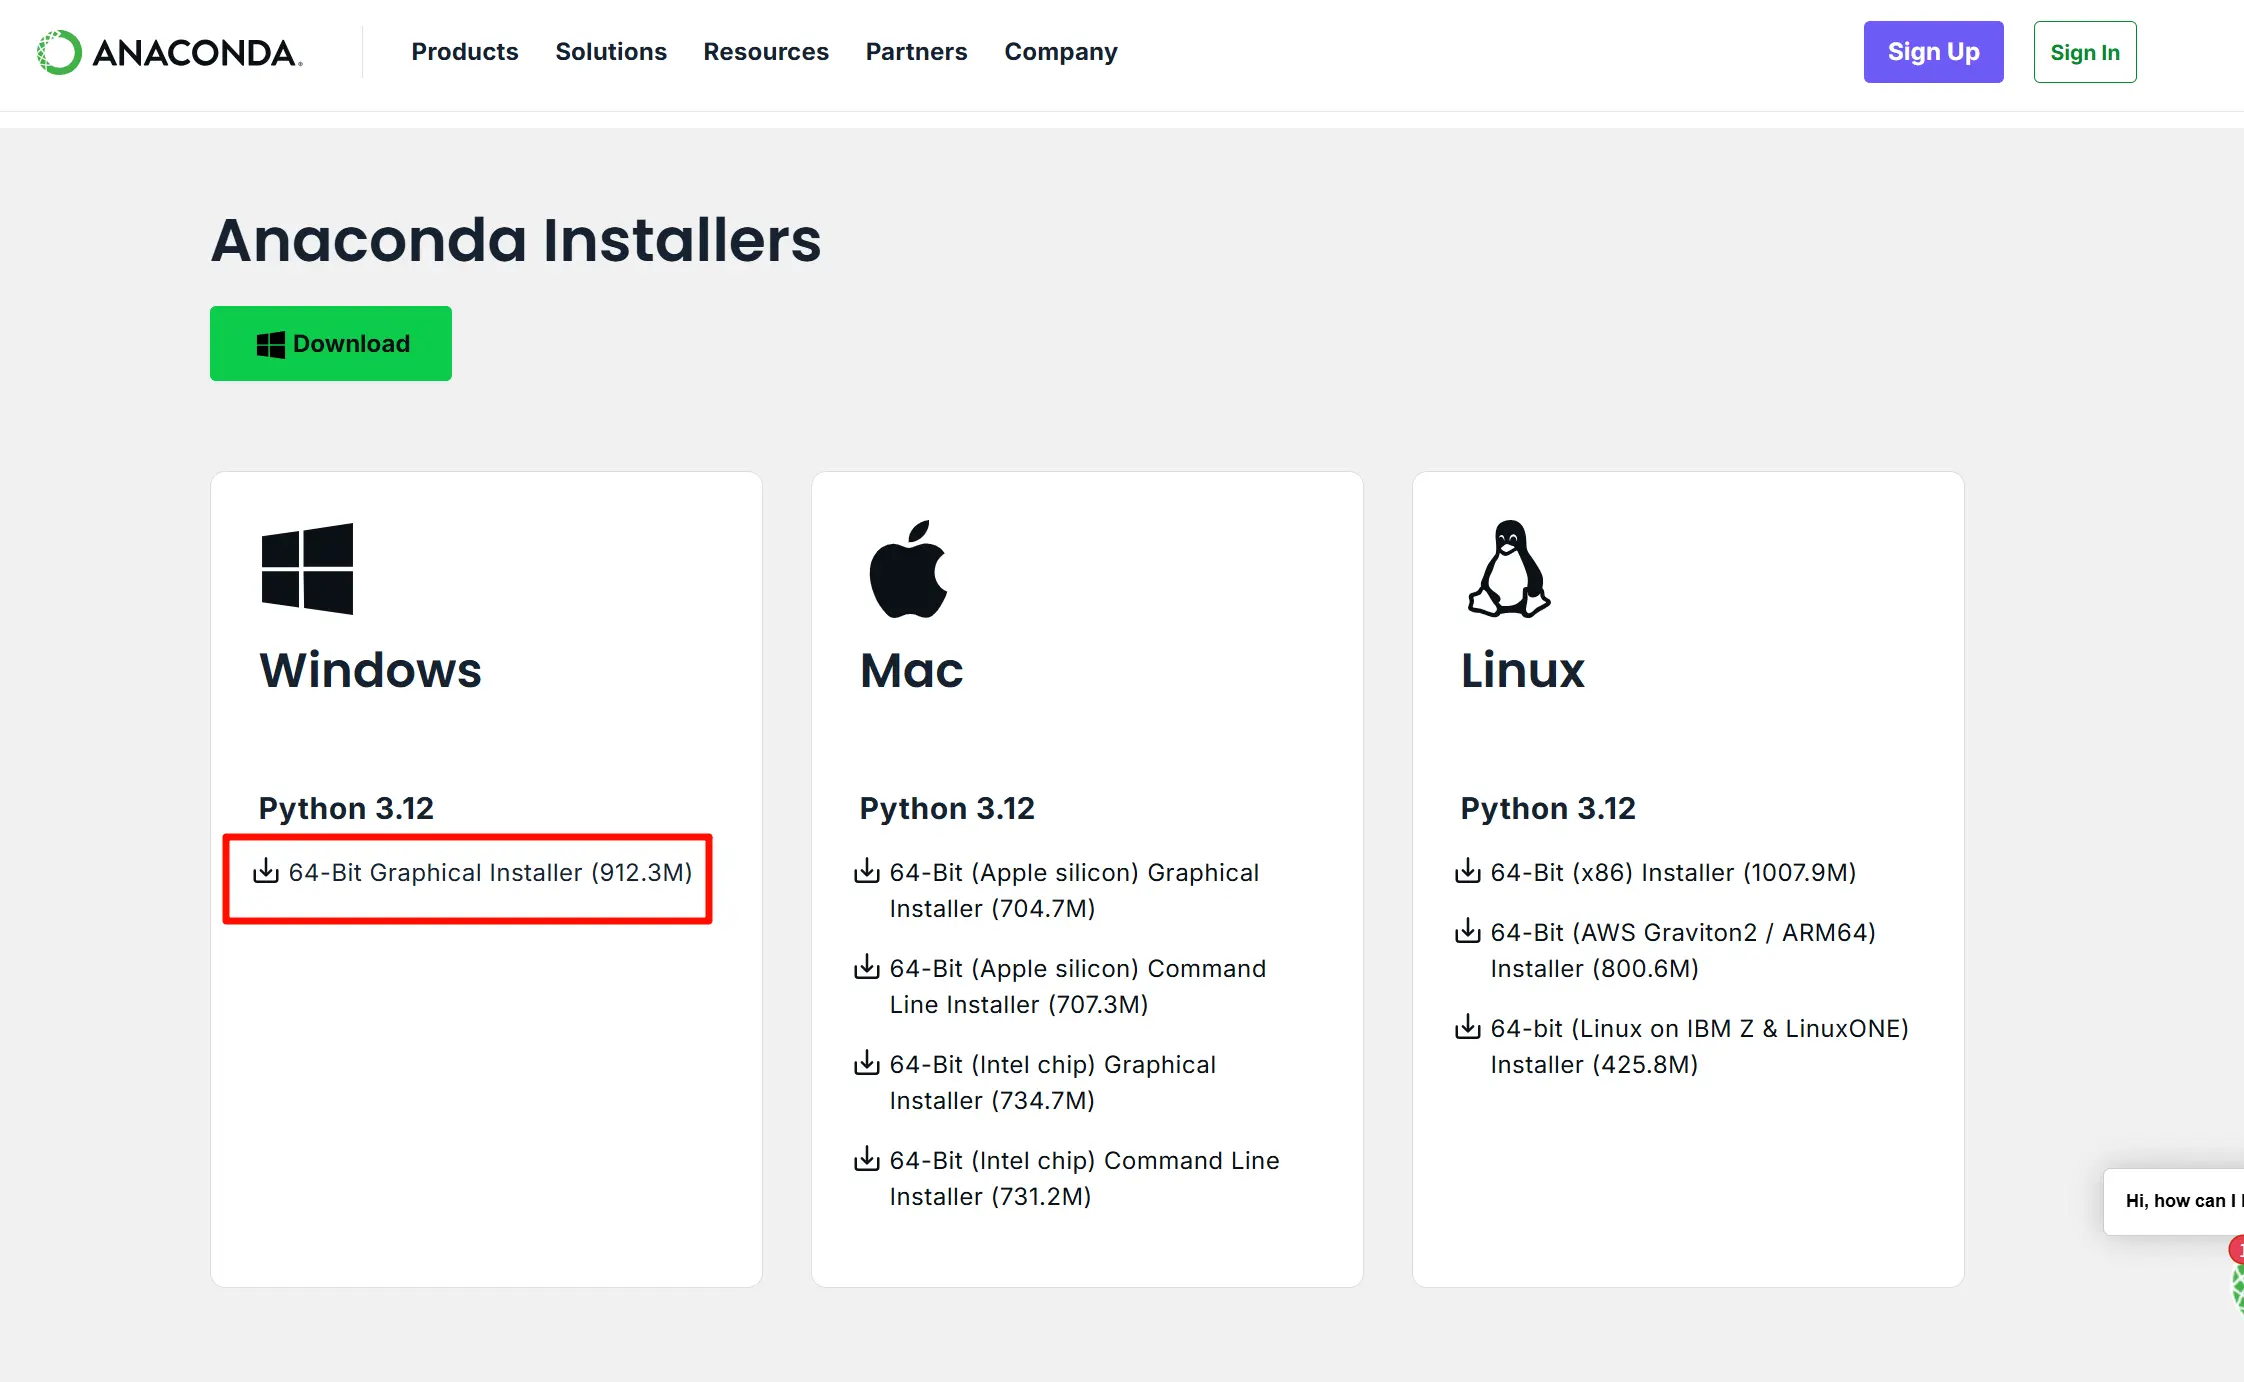 ANACONDA.
Products
Solutions
Resources
Partners
Company
Sign Up
Sign In
Anaconda Installers
Download
Windows
Python 3.12
64-Bit Graphical Installer (912.3M)
Mac
Python 3.12
64-Bit (Apple silicon) Graphical
Installer (704.7M)
64-Bit (Apple silicon) Command
Line Installer (707.3M)
64-Bit (Intel chip) Graphical
Installer (734.7M)
64-Bit (Intel chip) Command Line
Installer (731.2M)
Linux
Python 3.12
64-Bit (x86) Installer (1007.9M)
64-Bit (AWS Graviton2 / ARM64)
Installer (800.6M)
64-bit (Linux on IBM Z & LinuxONE)
Installer (425.8M)
Hi, how can I